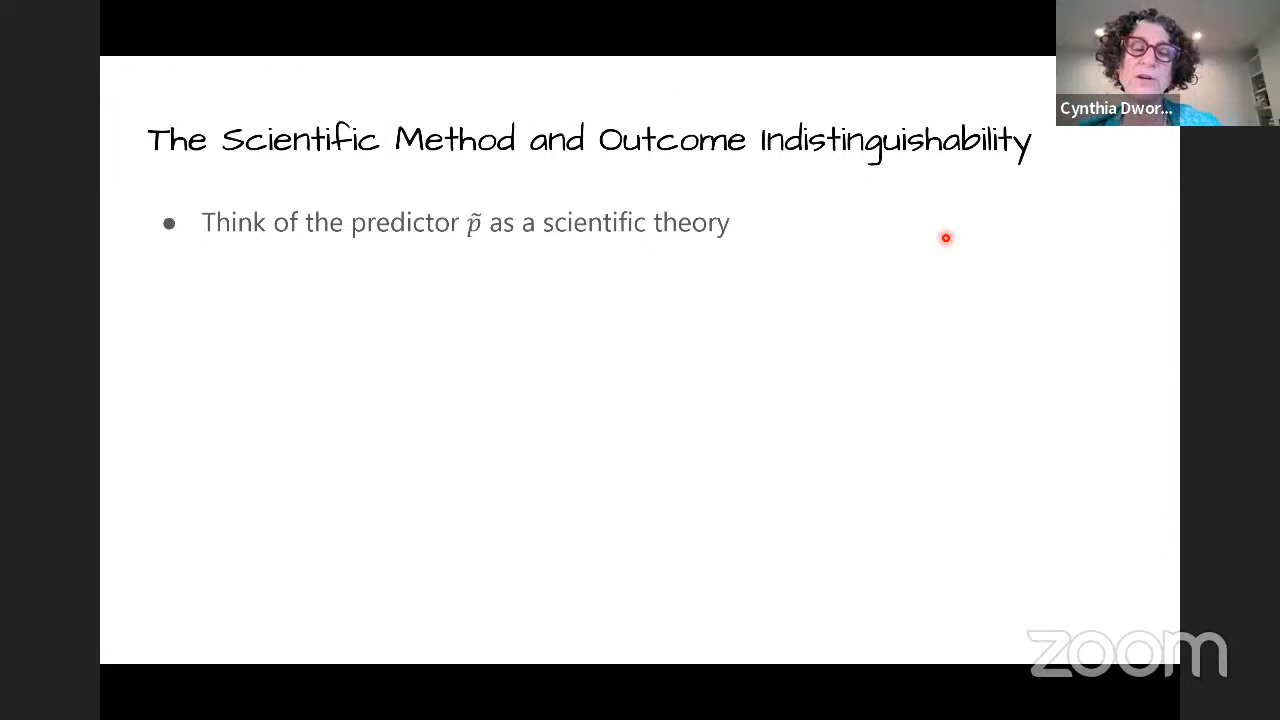 Cynthia Dwor...
The Scientific Method and Outcome Indistinguishability
● Think of the predictor p̃ as a scientific theory
zoom